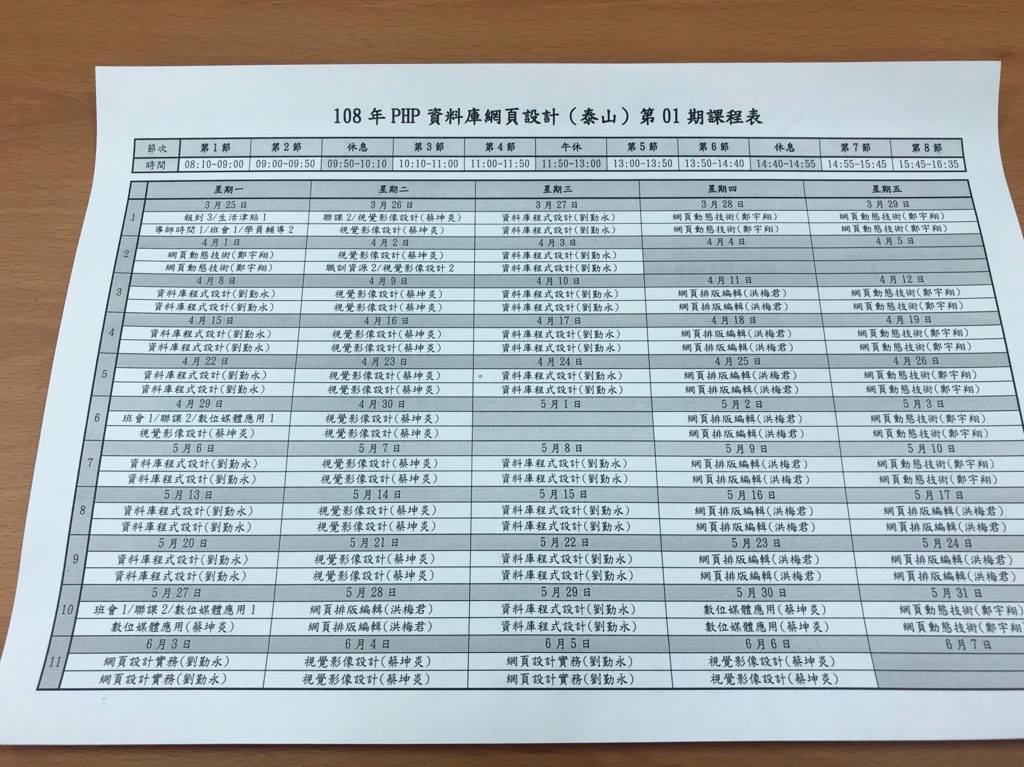 108 年 PHP 資料庫網頁設計（泰山）第 01 期課程表
節次 第 1 節 第 2 節 休息 第 3 節 第 4 節 午休 第 5 節 第 6 節 休息 第 7 節 第 8 節
時間 08:10-09:00 09:00-09:50 09:50-10:10 10:10-11:00 11:00-11:50 11:50-13:00 13:00-13:50 13:50-14:40 14:40-14:55 14:55-15:45 15:45-16:35
星期一 星期二 星期三 星期四 星期五
1 3 月 25 日 3 月 26 日 3 月 27 日 3 月 28 日 3 月 29 日
報到 3/生活津貼 1 聯課 2/視覺影像設計(蔡坤炎) 資料庫程式設計(劉勤永) 網頁動態技術(鄭宇翔) 網頁動態技術(鄭宇翔)
導師時間 1/班會 1/學員輔導 2 視覺影像設計(蔡坤炎) 資料庫程式設計(劉勤永) 網頁動態技術(鄭宇翔) 網頁動態技術(鄭宇翔)
2 4 月 1 日 4 月 2 日 4 月 3 日 4 月 4 日 4 月 5 日
網頁動態技術(鄭宇翔) 視覺影像設計(蔡坤炎) 資料庫程式設計(劉勤永)
網頁動態技術(鄭宇翔) 職訓資源 2/視覺影像設計 2 資料庫程式設計(劉勤永)
3 4 月 8 日 4 月 9 日 4 月 10 日 4 月 11 日 4 月 12 日
資料庫程式設計(劉勤永) 視覺影像設計(蔡坤炎) 資料庫程式設計(劉勤永) 網頁排版編輯(洪梅君) 網頁動態技術(鄭宇翔)
資料庫程式設計(劉勤永) 視覺影像設計(蔡坤炎) 資料庫程式設計(劉勤永) 網頁排版編輯(洪梅君) 網頁動態技術(鄭宇翔)
4 4 月 15 日 4 月 16 日 4 月 17 日 4 月 18 日 4 月 19 日
資料庫程式設計(劉勤永) 視覺影像設計(蔡坤炎) 資料庫程式設計(劉勤永) 網頁排版編輯(洪梅君) 網頁動態技術(鄭宇翔)
資料庫程式設計(劉勤永) 視覺影像設計(蔡坤炎) 資料庫程式設計(劉勤永) 網頁排版編輯(洪梅君) 網頁動態技術(鄭宇翔)
5 4 月 22 日 4 月 23 日 4 月 24 日 4 月 25 日 4 月 26 日
資料庫程式設計(劉勤永) 視覺影像設計(蔡坤炎) 資料庫程式設計(劉勤永) 網頁排版編輯(洪梅君) 網頁動態技術(鄭宇翔)
資料庫程式設計(劉勤永) 視覺影像設計(蔡坤炎) 資料庫程式設計(劉勤永) 網頁排版編輯(洪梅君) 網頁動態技術(鄭宇翔)
6 4 月 29 日 4 月 30 日 5 月 1 日 5 月 2 日 5 月 3 日
班會 1/聯課 2/數位媒體應用 1 視覺影像設計(蔡坤炎) 網頁排版編輯(洪梅君) 網頁動態技術(鄭宇翔)
視覺影像設計(蔡坤炎) 視覺影像設計(蔡坤炎) 網頁排版編輯(洪梅君) 網頁動態技術(鄭宇翔)
7 5 月 6 日 5 月 7 日 5 月 8 日 5 月 9 日 5 月 10 日
資料庫程式設計(劉勤永) 視覺影像設計(蔡坤炎) 資料庫程式設計(劉勤永) 網頁排版編輯(洪梅君) 網頁動態技術(鄭宇翔)
資料庫程式設計(劉勤永) 視覺影像設計(蔡坤炎) 資料庫程式設計(劉勤永) 網頁排版編輯(洪梅君) 網頁動態技術(鄭宇翔)
8 5 月 13 日 5 月 14 日 5 月 15 日 5 月 16 日 5 月 17 日
資料庫程式設計(劉勤永) 視覺影像設計(蔡坤炎) 資料庫程式設計(劉勤永) 網頁排版編輯(洪梅君) 網頁排版編輯(洪梅君)
資料庫程式設計(劉勤永) 視覺影像設計(蔡坤炎) 資料庫程式設計(劉勤永) 網頁排版編輯(洪梅君) 網頁排版編輯(洪梅君)
9 5 月 20 日 5 月 21 日 5 月 22 日 5 月 23 日 5 月 24 日
資料庫程式設計(劉勤永) 視覺影像設計(蔡坤炎) 資料庫程式設計(劉勤永) 網頁排版編輯(洪梅君) 網頁排版編輯(洪梅君)
資料庫程式設計(劉勤永) 視覺影像設計(蔡坤炎) 資料庫程式設計(劉勤永) 網頁排版編輯(洪梅君) 網頁排版編輯(洪梅君)
10 5 月 27 日 5 月 28 日 5 月 29 日 5 月 30 日 5 月 31 日
班會 1/聯課 2/數位媒體應用 1 網頁排版編輯(洪梅君) 資料庫程式設計(劉勤永) 數位媒體應用(蔡坤炎) 網頁動態技術(鄭宇翔)
數位媒體應用(蔡坤炎) 網頁排版編輯(洪梅君) 資料庫程式設計(劉勤永) 數位媒體應用(蔡坤炎) 網頁動態技術(鄭宇翔
11 6 月 3 日 6 月 4 日 6 月 5 日 6 月 6 日 6 月 7 日
網頁設計實務(劉勤永) 視覺影像設計(蔡坤炎) 網頁設計實務(劉勤永) 視覺影像設計(蔡坤炎)
網頁設計實務(劉勤永) 視覺影像設計(蔡坤炎) 網頁設計實務(劉勤永) 視覺影像設計(蔡坤炎)